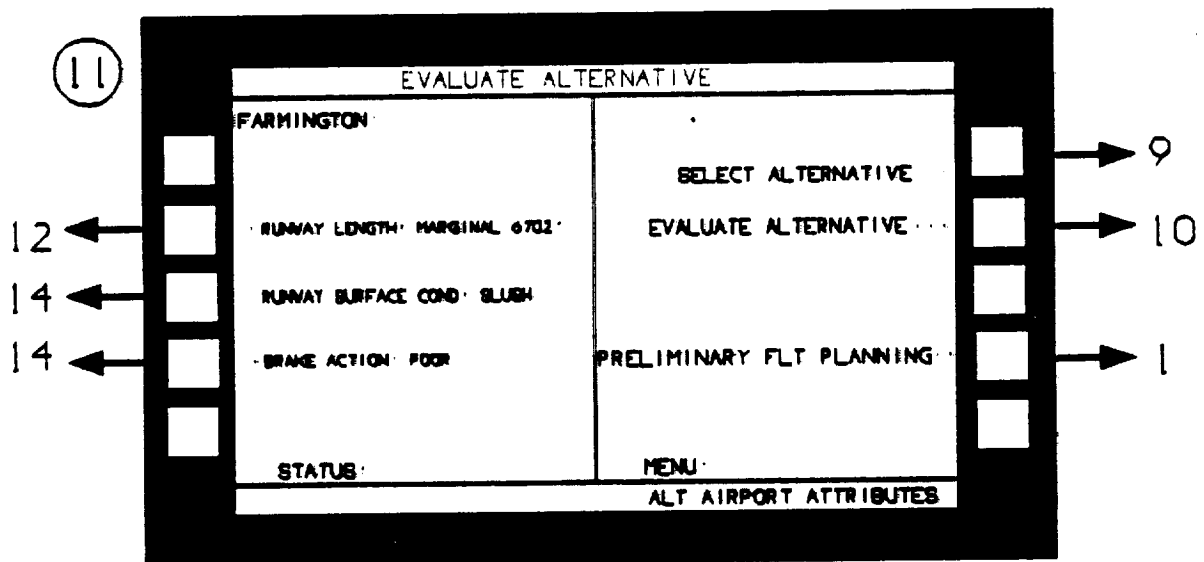 11
EVALUATE ALTERNATIVE
FARMINGTON
SELECT ALTERNATIVE
9
12
RUNWAY LENGTH· MARGINAL 6702'
EVALUATE ALTERNATIVE
10
14
RUNWAY SURFACE COND· SLUSH
14
BRAKE ACTION· POOR
PRELIMINARY FLT PLANNING
1
STATUS
MENU
ALT AIRPORT ATTRIBUTES